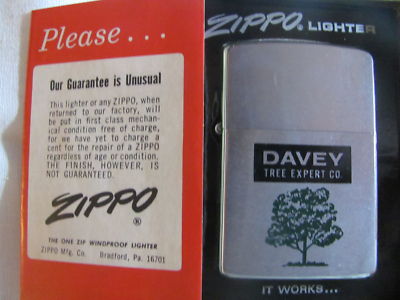 Please...
Our Guarantee is Unusual
This lighter or any ZIPPO, when
returned to our factory, will
be put in first class mechan-
ical condition free of charge,
for we have yet to charge a
cent for the repair of a ZIPPO
regardless of age or condition.
THE FINISH, HOWEVER, IS
NOT GUARANTEED.
ZIPPO®
THE ONE ZIP WINDPROOF LIGHTER
ZIPPO Mfg. Co. Bradford, Pa. 16701
ZIPPO® LIGHTER
DAVEY
TREE EXPERT CO.
IT WORKS...